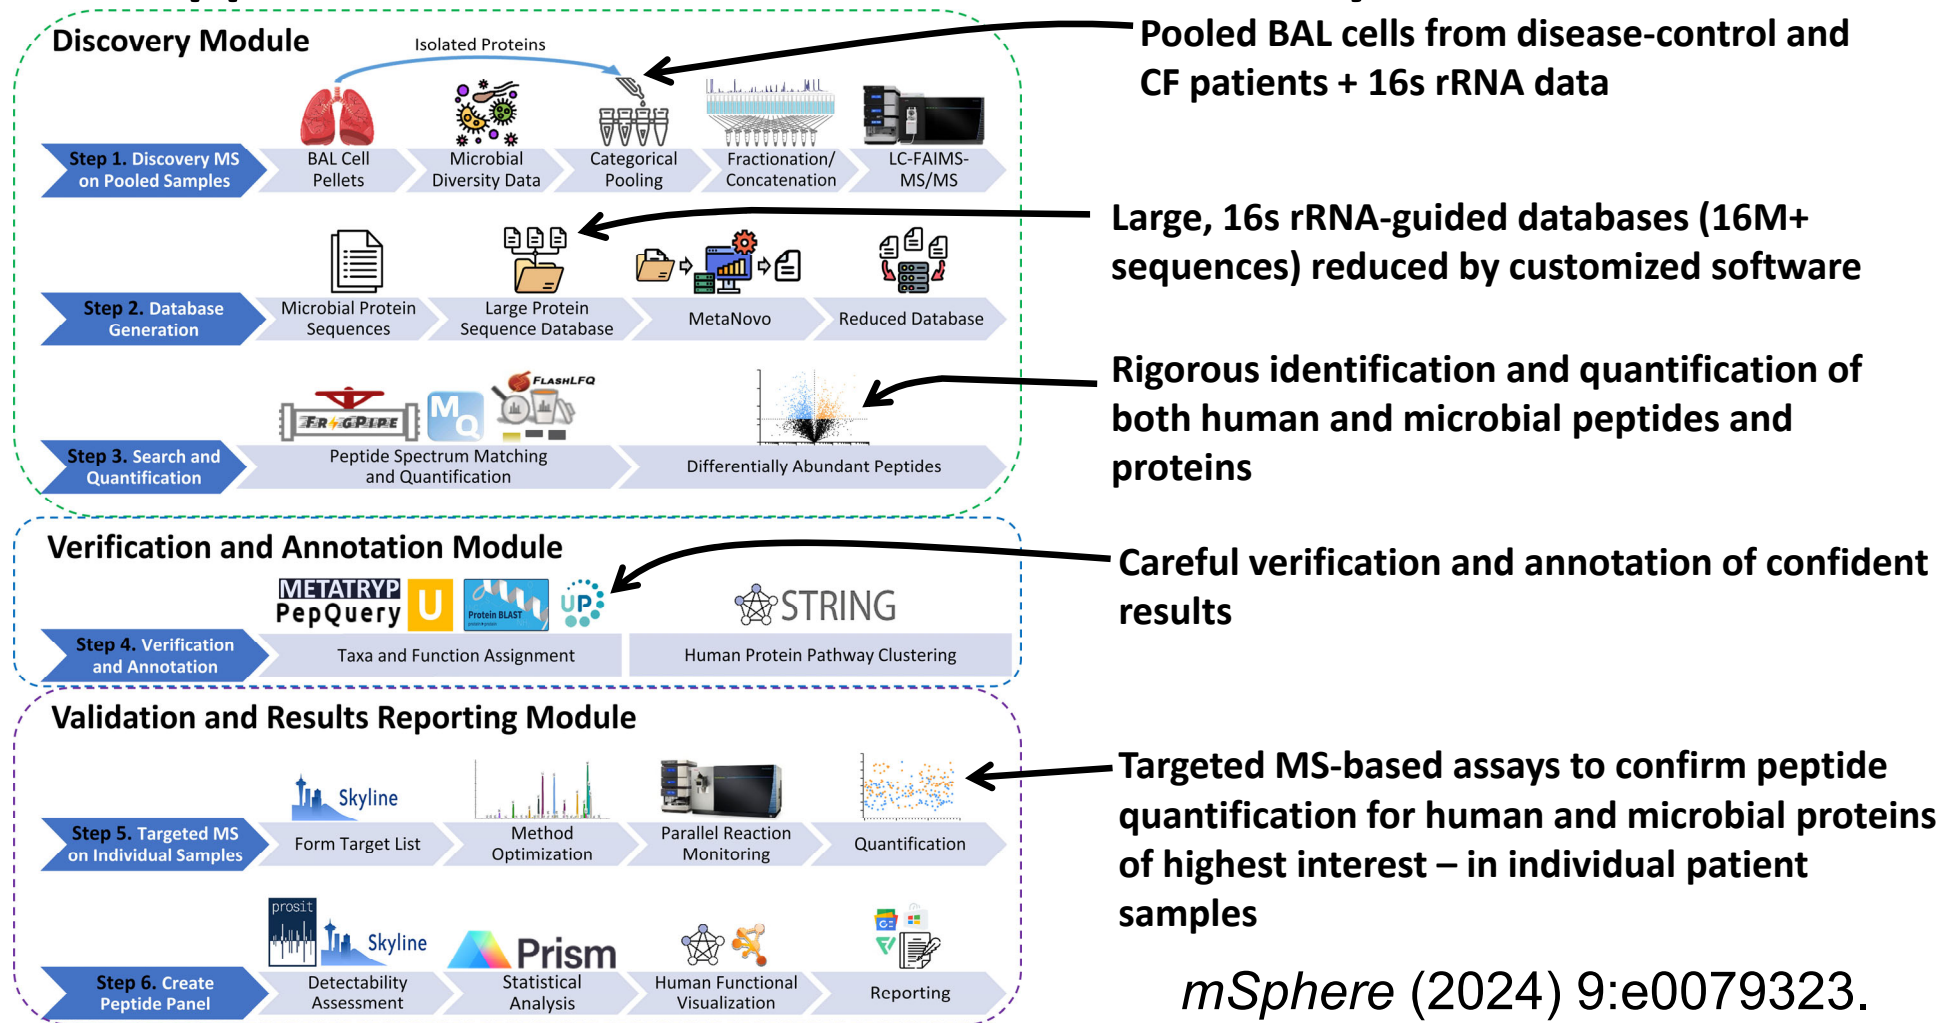 Discovery Module
Isolated Proteins
Step 1. Discovery MS
on Pooled Samples
BAL Cell
Pellets
Microbial
Diversity Data
Categorical
Pooling
Fractionation/
Concatenation
LC-FAIMS-
MS/MS
Pooled BAL cells from disease-control and
CF patients + 16s rRNA data
Step 2. Database
Generation
Microbial Protein
Sequences
Large Protein
Sequence Database
MetaNovo
Reduced Database
Large, 16s rRNA-guided databases (16M+
sequences) reduced by customized software
FRAGPIPE
MQ
FLASHLFQ
Step 3. Search and
Quantification
Peptide Spectrum Matching
and Quantification
Differentially Abundant Peptides
Rigorous identification and quantification of
both human and microbial peptides and
proteins
Verification and Annotation Module
METATRYP
PepQuery
U
Protein BLAST
UP
STRING
Step 4. Verification
and Annotation
Taxa and Function Assignment
Human Protein Pathway Clustering
Careful verification and annotation of confident
results
Validation and Results Reporting Module
Skyline
Step 5. Targeted MS
on Individual Samples
Form Target List
Method
Optimization
Parallel Reaction
Monitoring
Quantification
Targeted MS-based assays to confirm peptide
quantification for human and microbial proteins
of highest interest – in individual patient
samples
prosit
Skyline
Prism
Step 6. Create
Peptide Panel
Detectability
Assessment
Statistical
Analysis
Human Functional
Visualization
Reporting
mSphere (2024) 9:e0079323.